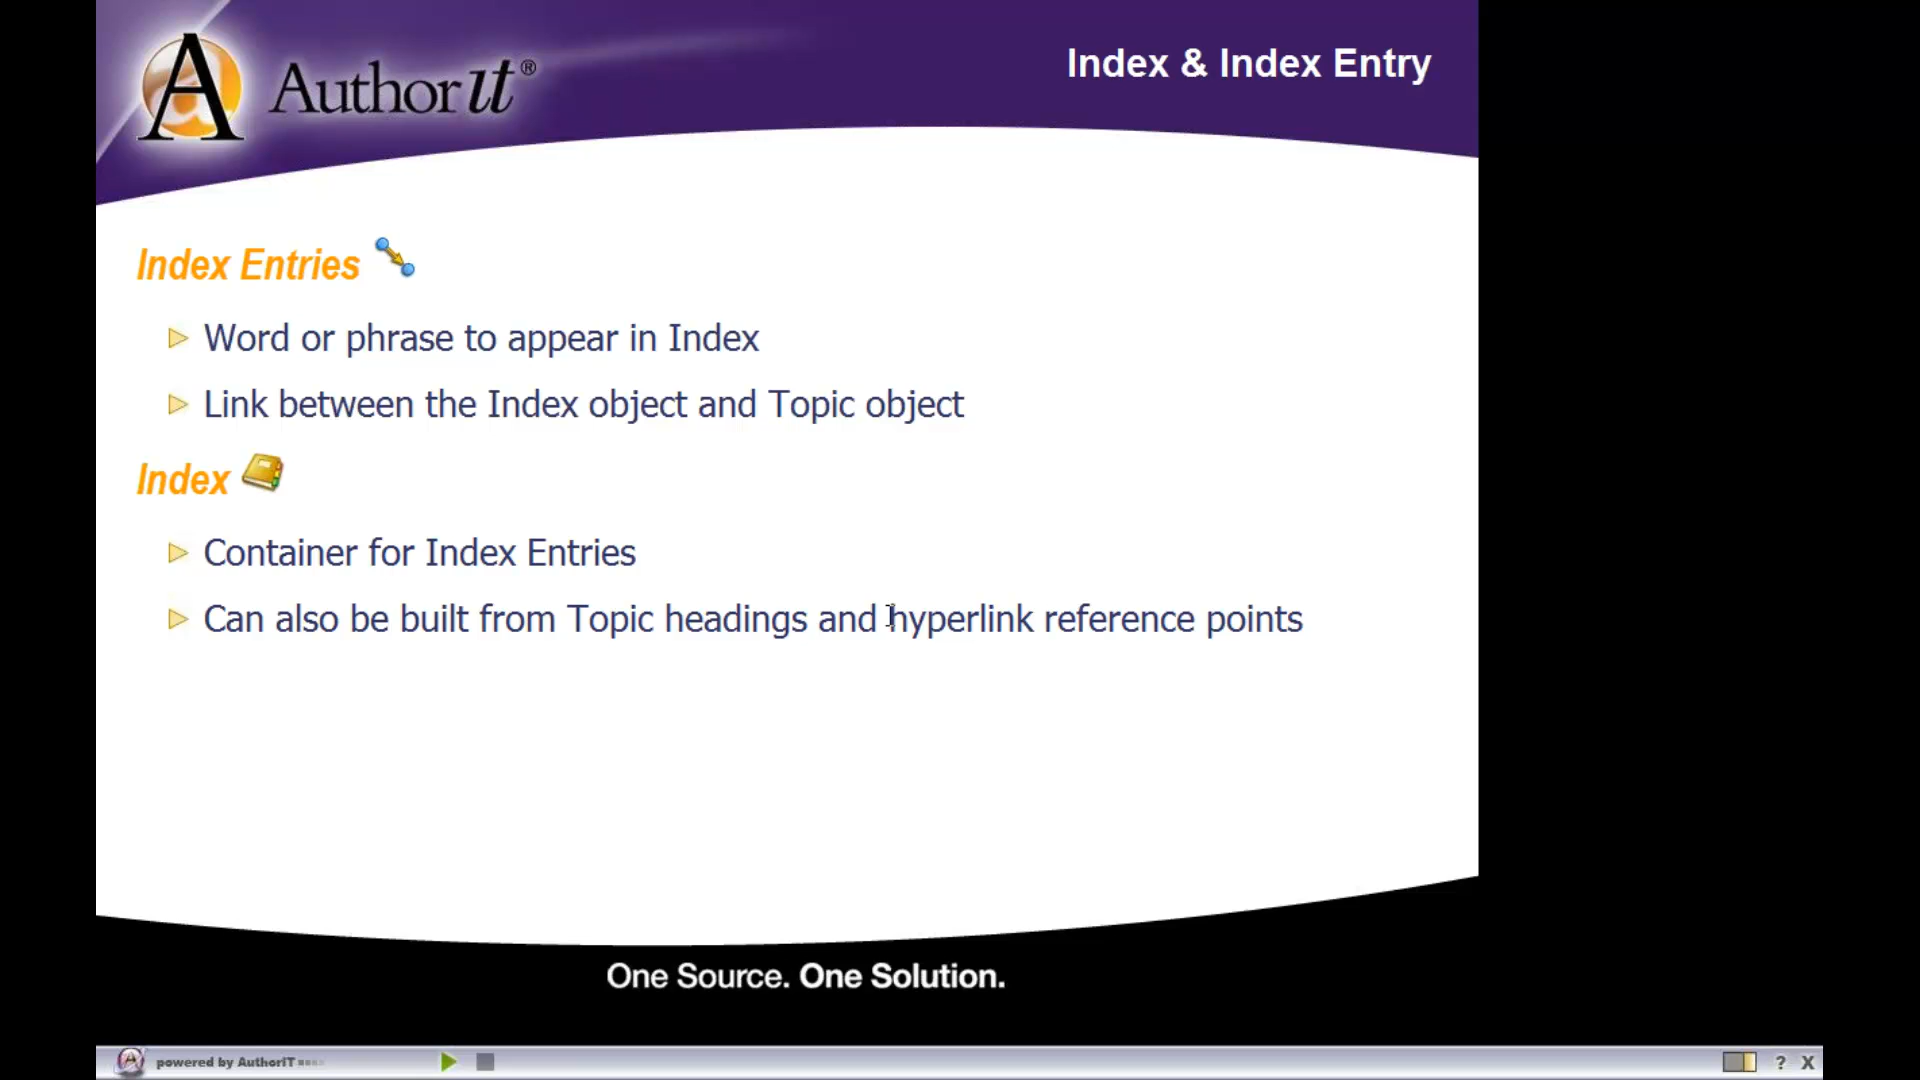 Author it®
Index & Index Entry
Index Entries
Word or phrase to appear in Index
Link between the Index object and Topic object
Index
Container for Index Entries
Can also be built from Topic headings and hyperlink reference points
One Source. One Solution.
powered by AuthorIT
? X